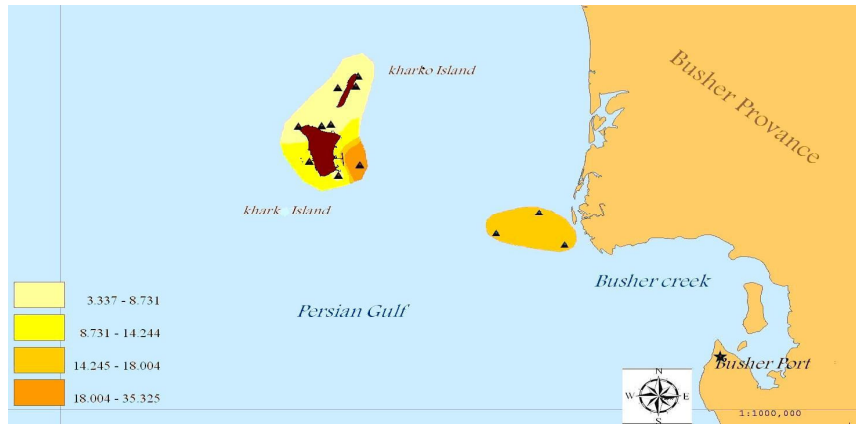 kharko Island
Busher Provance
khark Island
Busher creek
Persian Gulf
3.337 - 8.731
8.731 - 14.244
14.245 - 18.004
18.004 - 35.325
Busher Port
N
W E
S
1:1000,000